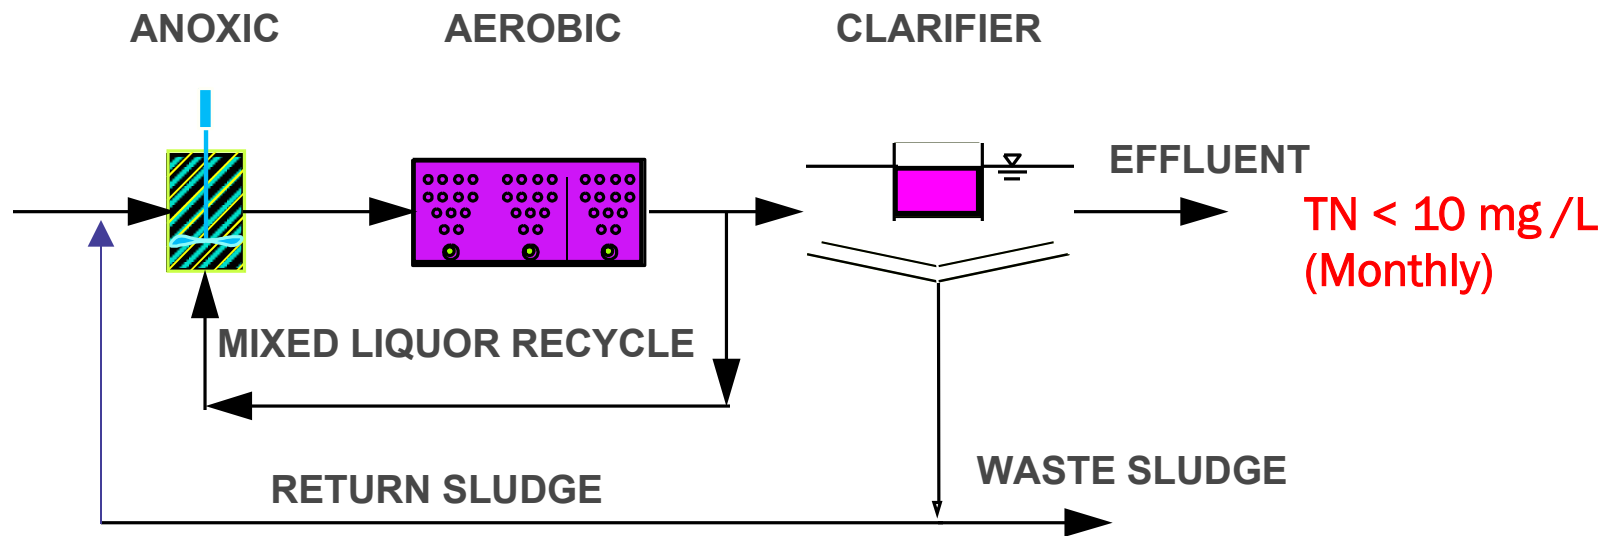 ANOXIC
AEROBIC
CLARIFIER
EFFLUENT
TN < 10 mg /L
(Monthly)
MIXED LIQUOR RECYCLE
WASTE SLUDGE
RETURN SLUDGE